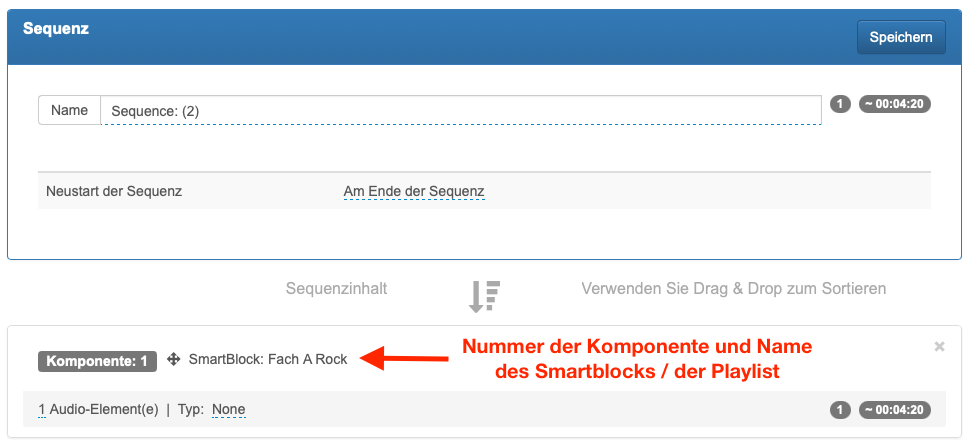 Sequenz
Speichern
Name Sequence: (2) 1 ~ 00:04:20
Neustart der Sequenz Am Ende der Sequenz
Sequenzinhalt Verwenden Sie Drag & Drop zum Sortieren
Komponente: 1 SmartBlock: Fach A Rock
Nummer der Komponente und Name
des Smartblocks / der Playlist
1 Audio-Element(e) | Typ: None 1 ~ 00:04:20